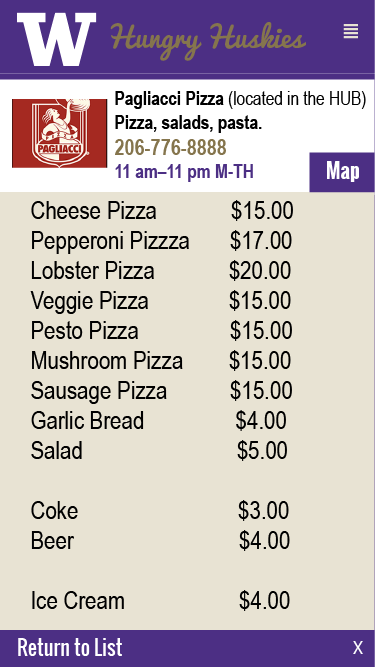 W Hungry Huskies
Pagliacci Pizza (located in the HUB)
Pizza, salads, pasta.
206-776-8888
11 am–11 pm M-TH
PAGLIACCI
Map
Cheese Pizza $15.00
Pepperoni Pizzza $17.00
Lobster Pizza $20.00
Veggie Pizza $15.00
Pesto Pizza $15.00
Mushroom Pizza $15.00
Sausage Pizza $15.00
Garlic Bread $4.00
Salad $5.00
Coke $3.00
Beer $4.00
Ice Cream $4.00
Return to List X